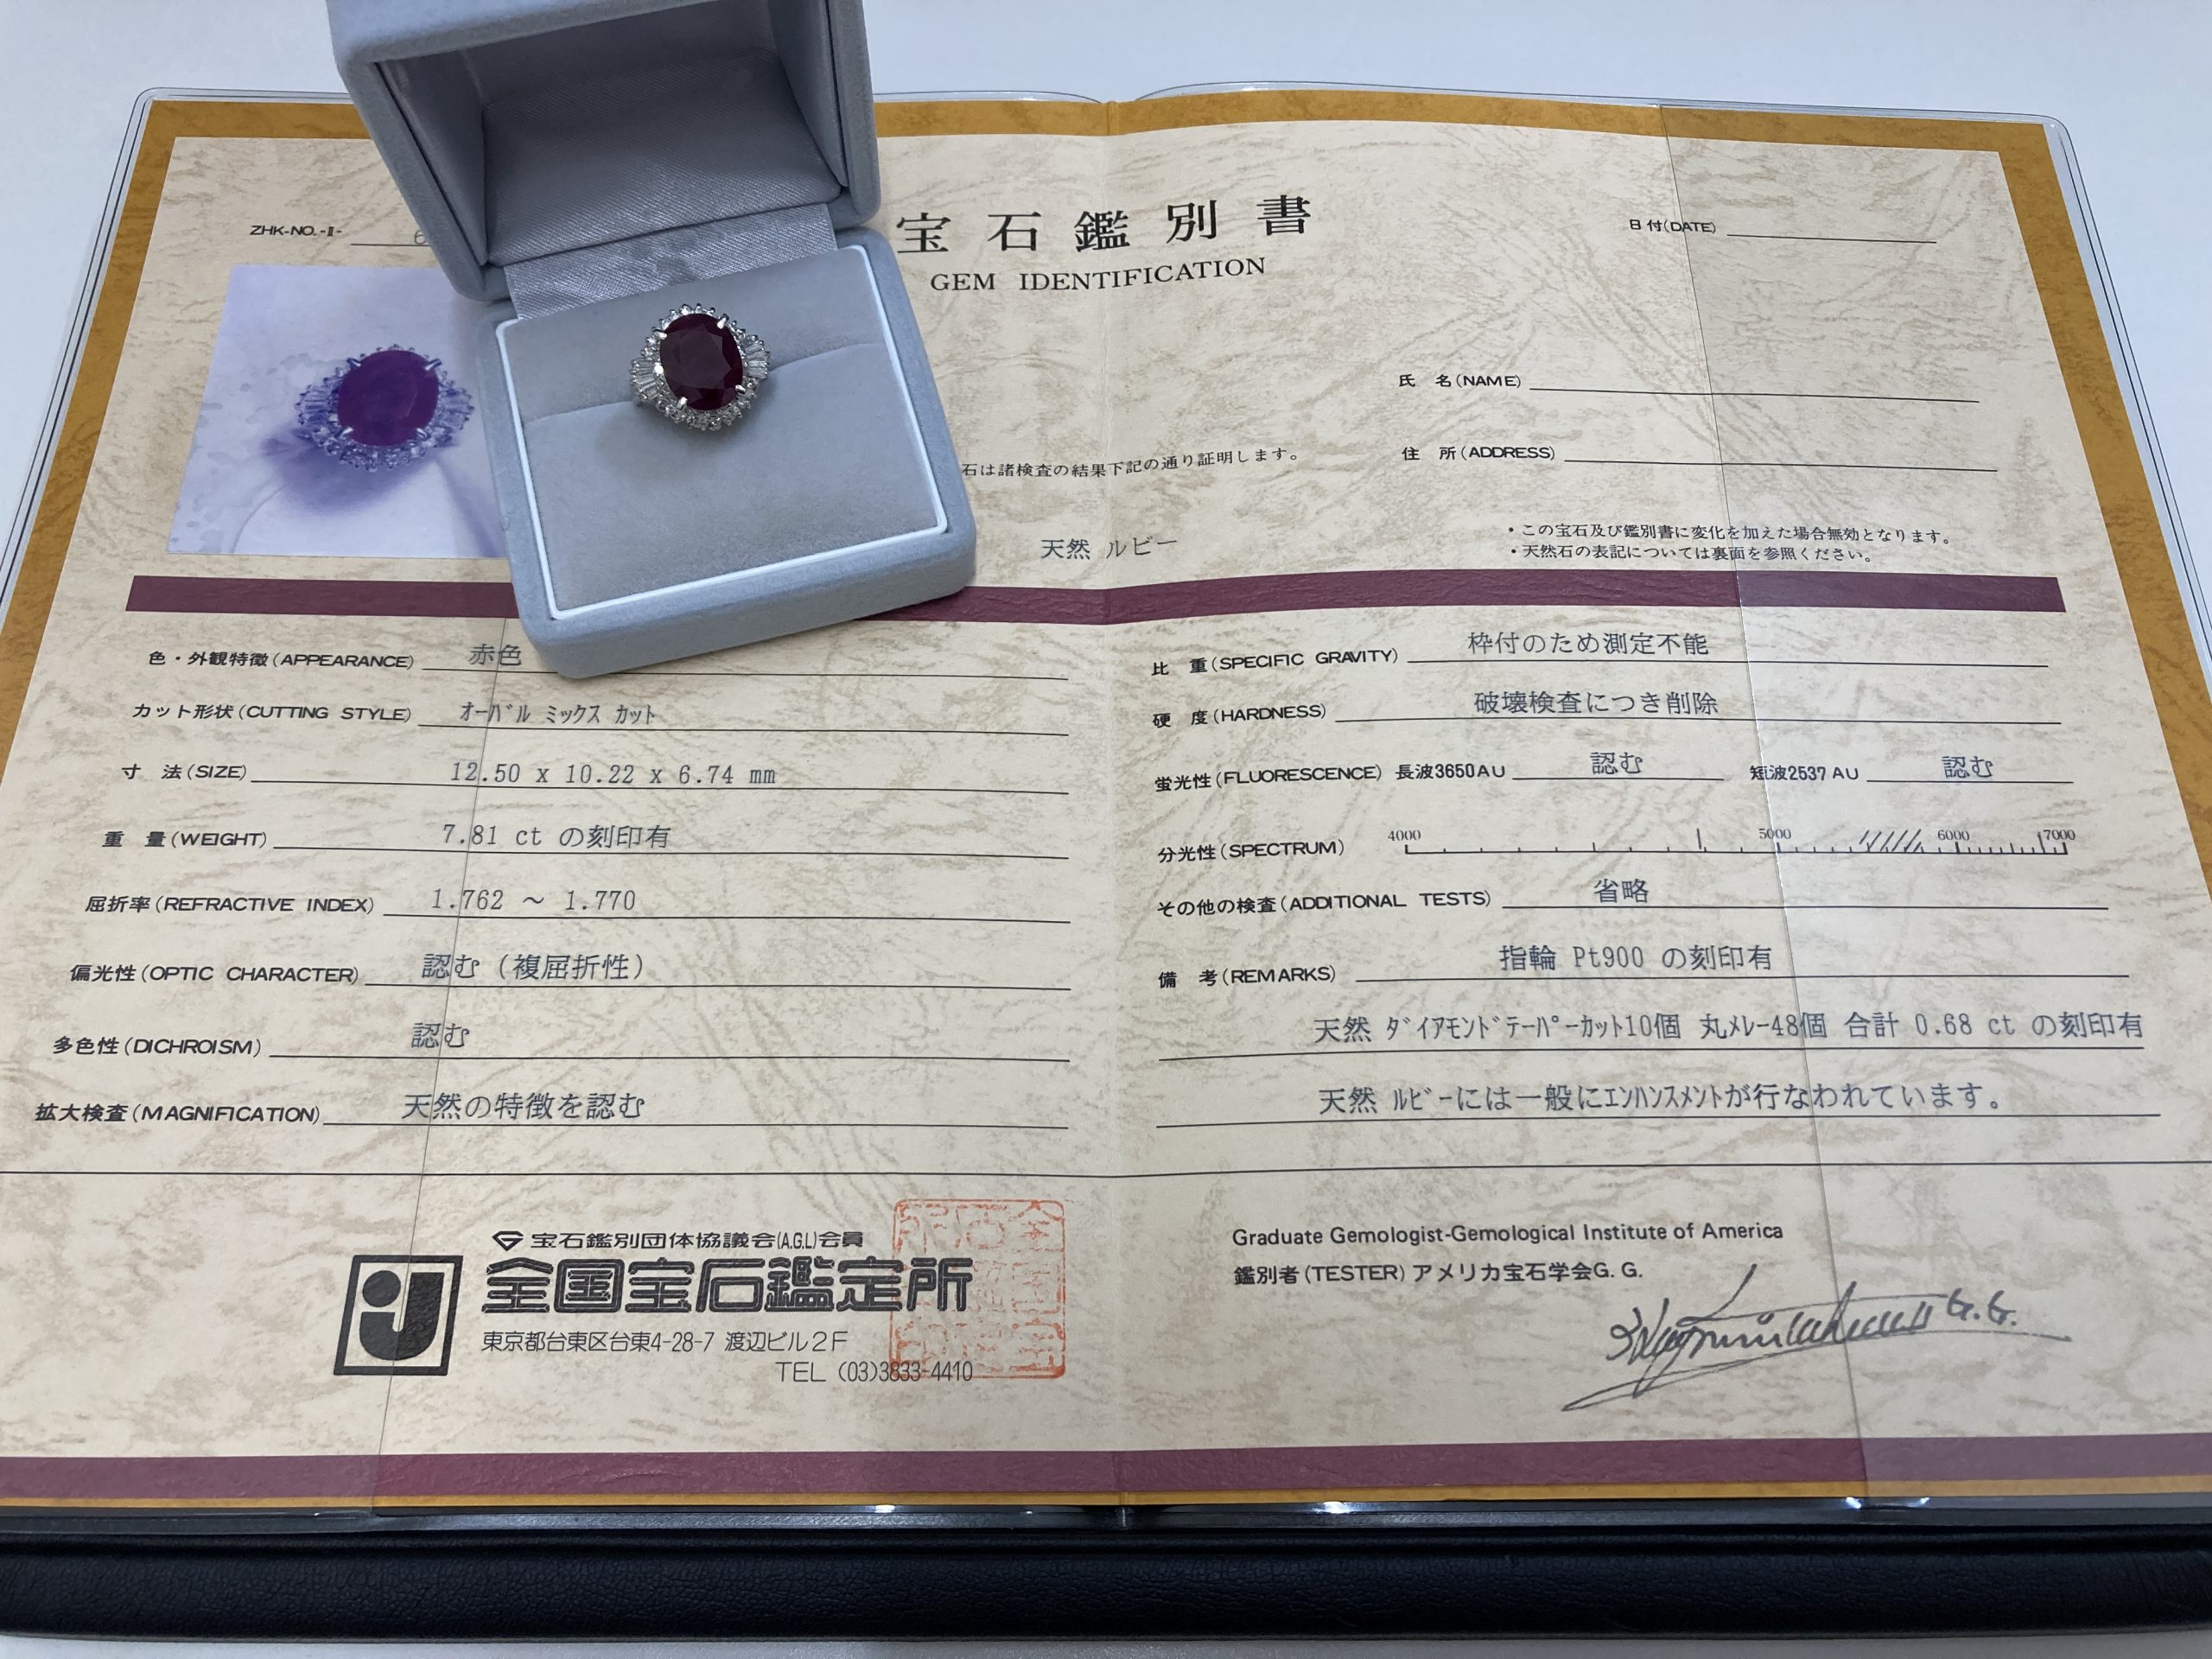 ZHK-NO.-II-
宝石鑑別書
GEM IDENTIFICATION
日付(DATE)
氏 名(NAME)
住 所(ADDRESS)
石は諸検査の結果下記の通り証明します。
天然 ルビー
・この宝石及び鑑別書に変化を加えた場合無効となります。
・天然石の表記については裏面を参照ください。
色・外観特徴(APPEARANCE) 赤色
カット形状(CUTTING STYLE) オーバル ミックス カット
寸 法(SIZE) 12.50 x 10.22 x 6.74 mm
重 量(WEIGHT) 7.81 ct の刻印有
屈折率(REFRACTIVE INDEX) 1.762 ～ 1.770
偏光性(OPTIC CHARACTER) 認む(複屈折性)
多色性(DICHROISM) 認む
拡大検査(MAGNIFICATION) 天然の特徴を認む
比 重(SPECIFIC GRAVITY) 枠付のため測定不能
硬 度(HARDNESS) 破壊検査につき削除
蛍光性(FLUORESCENCE) 長波3650AU 認む 短波2537AU 認む
分光性(SPECTRUM) 4000 5000 6000 7000
その他の検査(ADDITIONAL TESTS) 省略
備 考(REMARKS) 指輪 Pt900 の刻印有
天然 ダイアモンドテーパーカット10個 丸メレー48個 合計 0.68 ct の刻印有
天然 ルビーには一般にエンハンスメントが行なわれています。
宝石鑑別団体協議会(A.G.L)会員
全国宝石鑑定所
東京都台東区台東4-28-7 渡辺ビル2F
TEL (03)3833-4410
Graduate Gemologist-Gemological Institute of America
鑑別者(TESTER) アメリカ宝石学会G.G.
G.G.